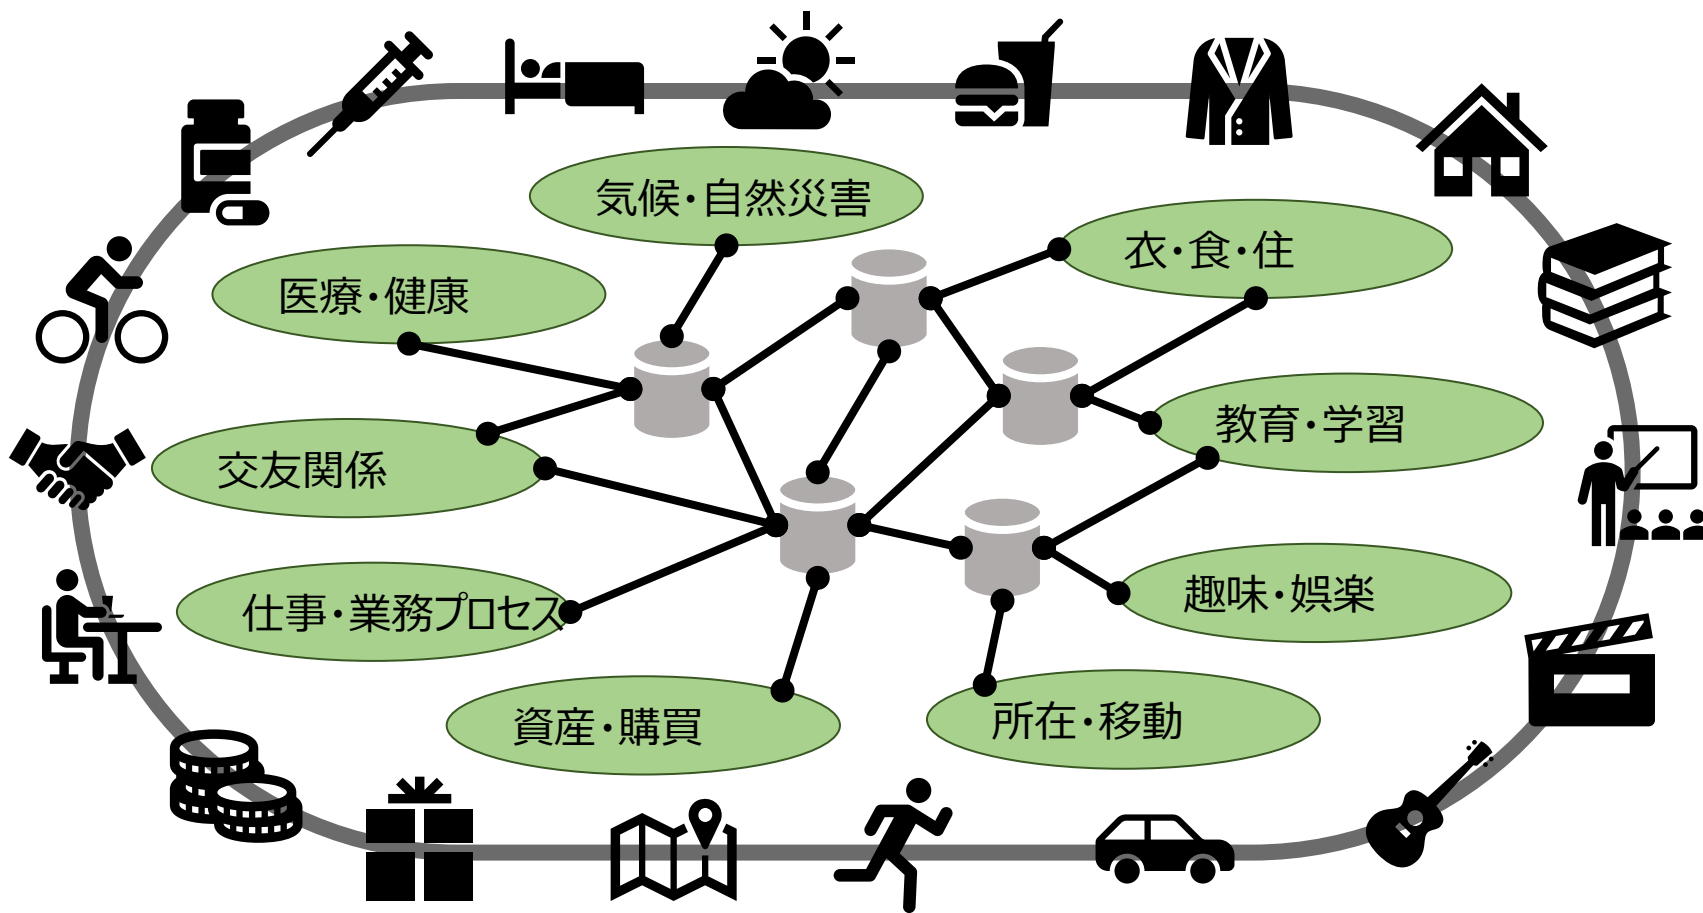 気候・自然災害
衣・食・住
医療・健康
教育・学習
交友関係
趣味・娯楽
仕事・業務プロセス
所在・移動
資産・購買